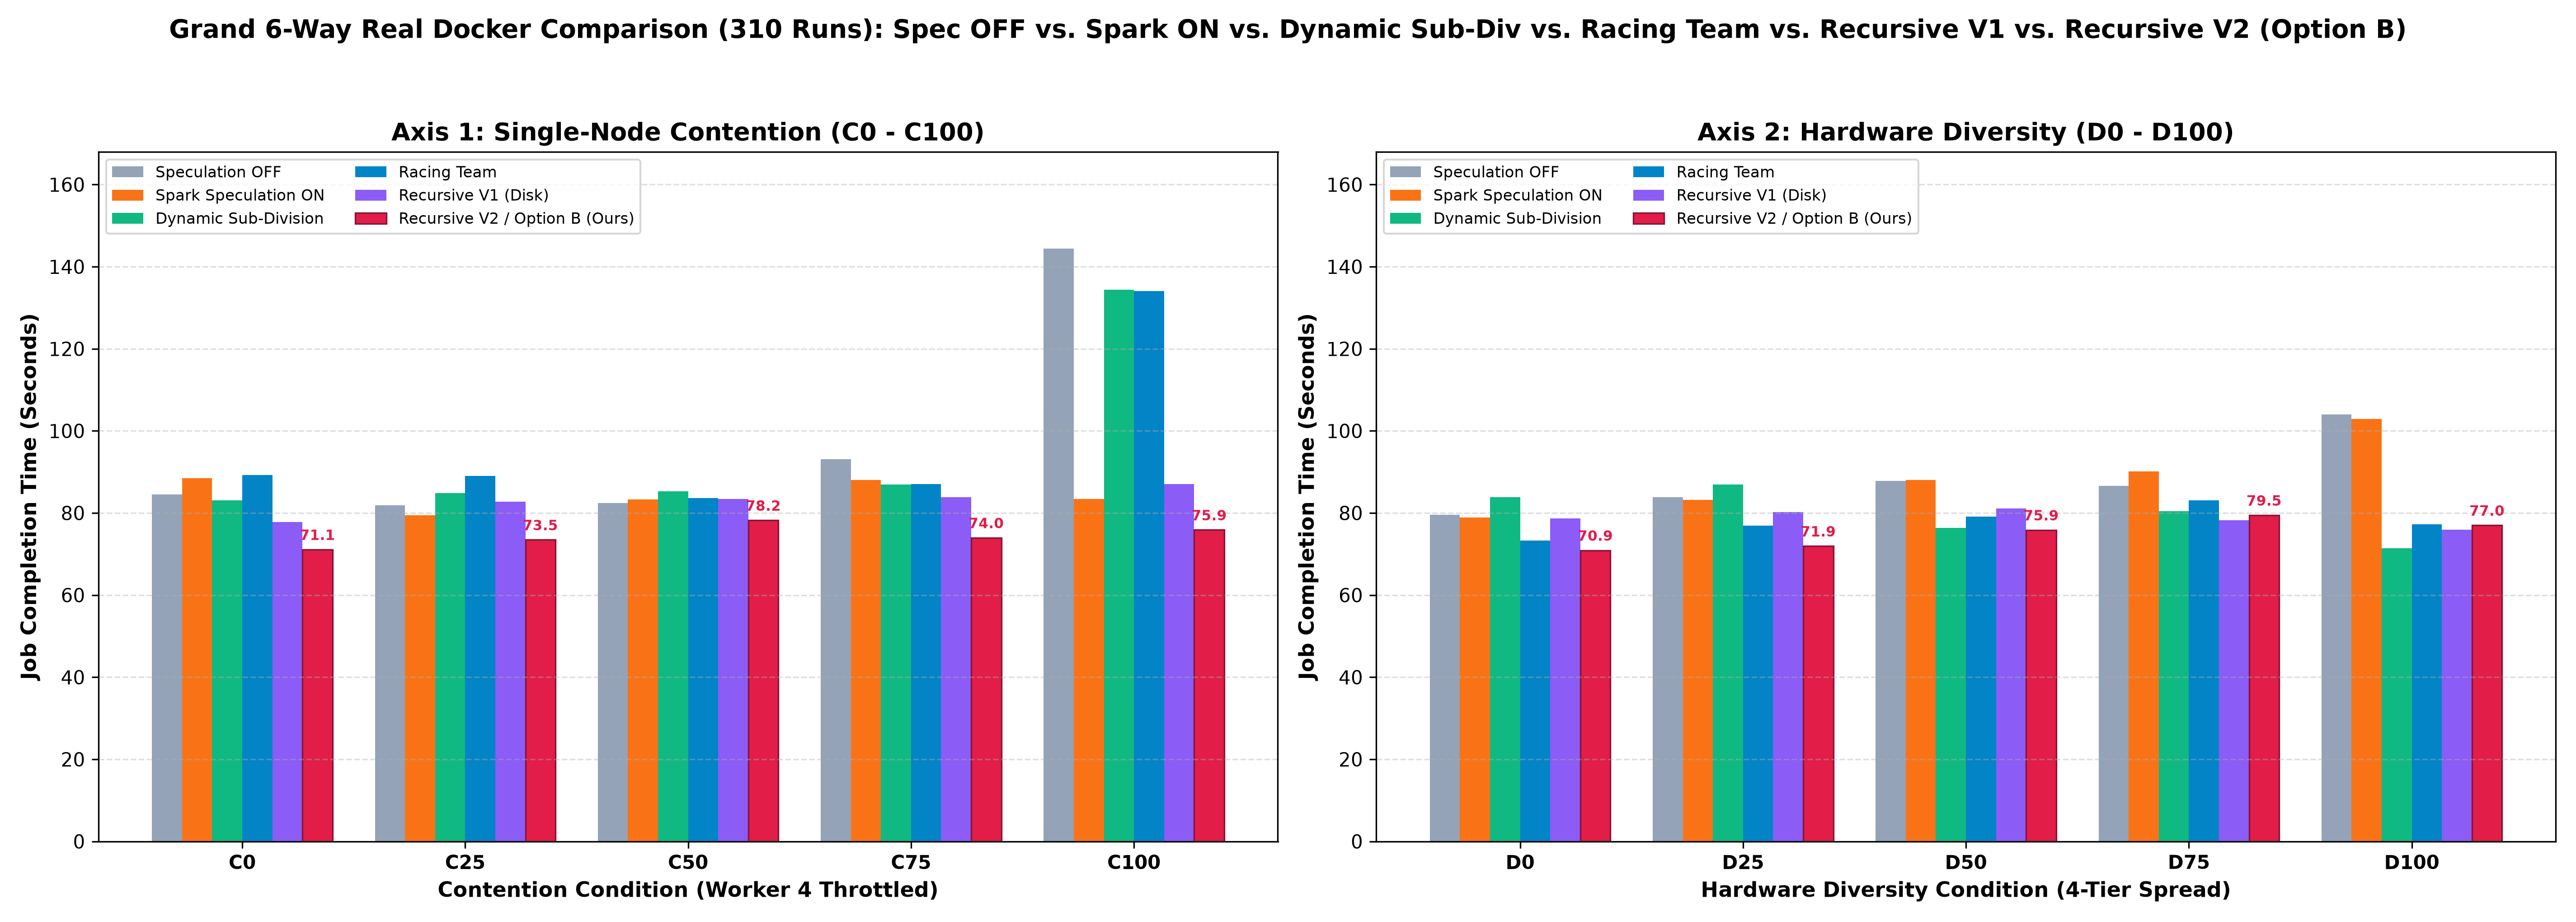 Grand 6-Way Real Docker Comparison (310 Runs): Spec OFF vs. Spark ON vs. Dynamic Sub-Div vs. Racing Team vs. Recursive V1 vs. Recursive V2 (Option B)
Axis 1: Single-Node Contention (C0 - C100)
Job Completion Time (Seconds)
160
140
120
100
80
60
40
20
0
Speculation OFF
Spark Speculation ON
Dynamic Sub-Division
Racing Team
Recursive V1 (Disk)
Recursive V2 / Option B (Ours)
71.1
73.5
78.2
74.0
75.9
C0
C25
C50
C75
C100
Contention Condition (Worker 4 Throttled)
Axis 2: Hardware Diversity (D0 - D100)
Job Completion Time (Seconds)
160
140
120
100
80
60
40
20
0
Speculation OFF
Spark Speculation ON
Dynamic Sub-Division
Racing Team
Recursive V1 (Disk)
Recursive V2 / Option B (Ours)
70.9
71.9
75.9
79.5
77.0
D0
D25
D50
D75
D100
Hardware Diversity Condition (4-Tier Spread)